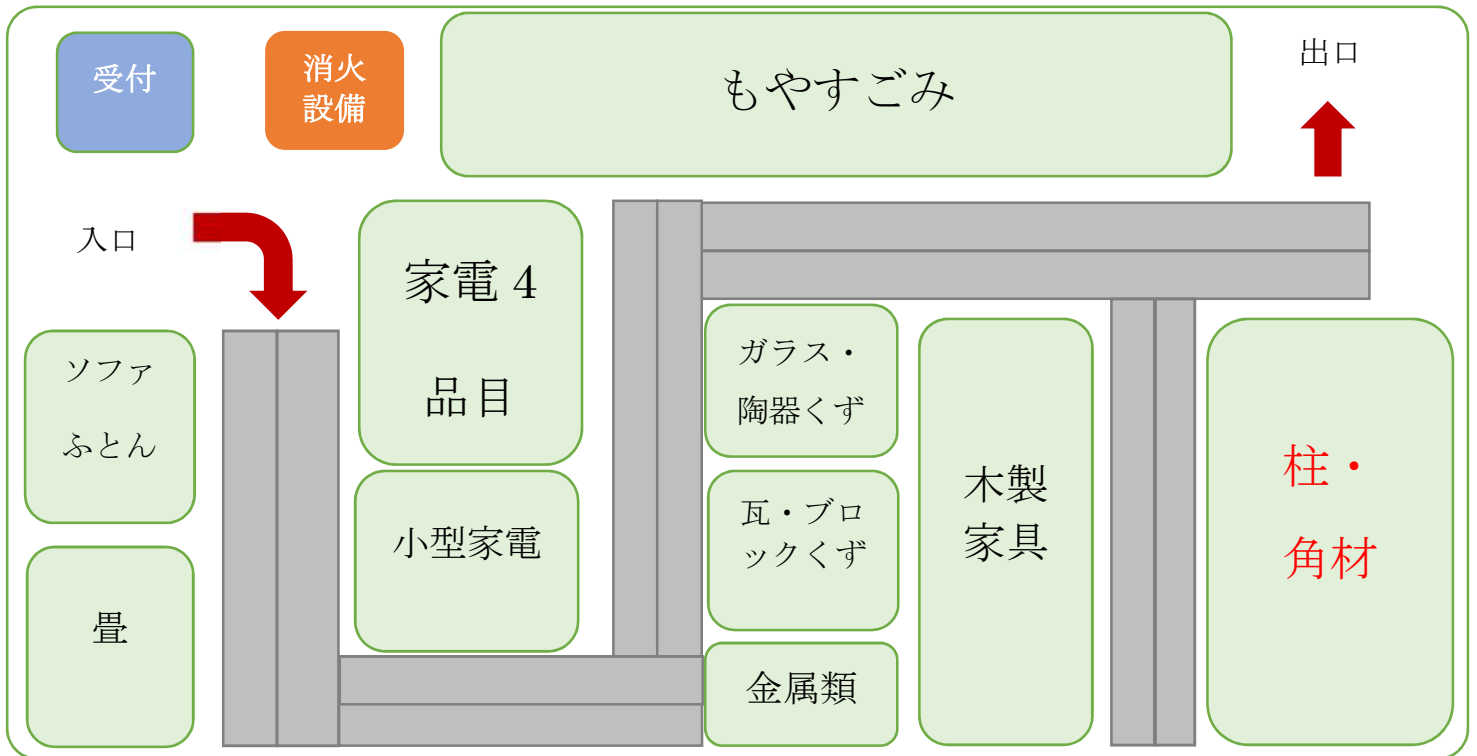 受付
消火
設備
もやすごみ
出口
入口
家電 4
品目
ソファ
ふとん
ガラス・
陶器くず
木製
家具
柱・
角材
小型家電
瓦・ブロ
ックくず
畳
金属類